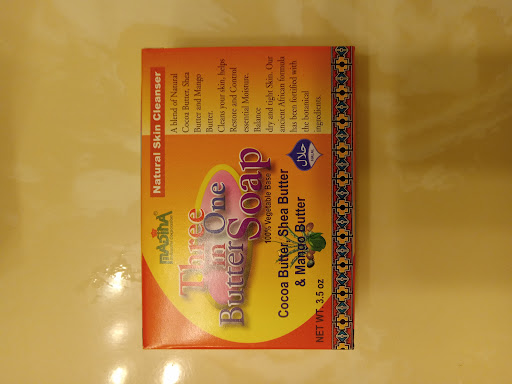 Natural Skin Cleanser
A blend of Natural
Cocoa Butter, Shea
Butter and Mango
Butter.
Cleans your skin, helps
Restore and Control
essential Moisture.
Balance
dry and tight Skin. Our
ancient African formula
has been fortified with
the botanical
ingredients.
MADINA
Three
in One
Butter Soap
100% Vegetable Base
حلال
Cocoa Butter, Shea Butter
& Mango Butter
NET WT. 3.5 oz